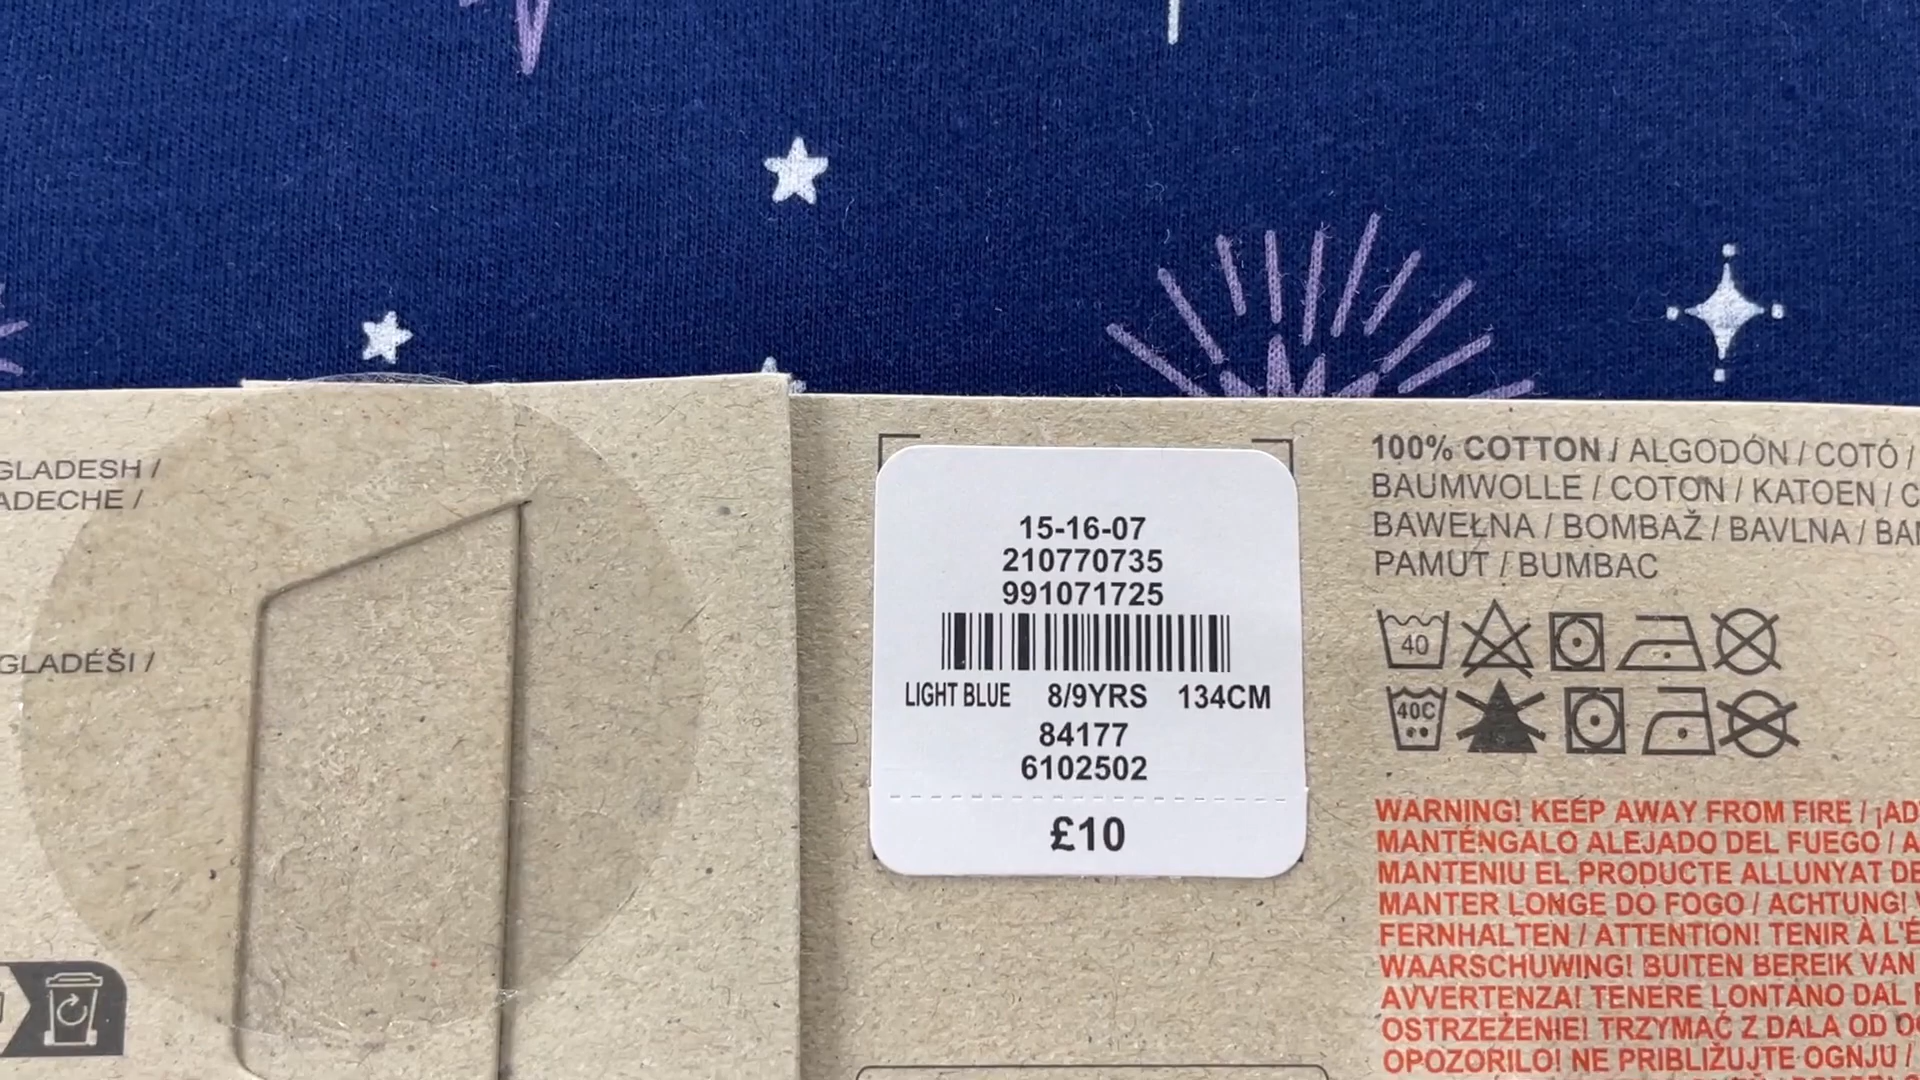 GLADESH /
ADECHE /
GLADÉŠI /
15-16-07
210770735
991071725
LIGHT BLUE 8/9YRS 134CM
84177
6102502
£10
100% COTTON / ALGODÓN / COTÓ /
BAUMWOLLE / COTON / KATOEN / C
BAWEŁNA / BOMBAŽ / BAVLNA / BA
PAMUT / BUMBAC
40
40C
WARNING! KEEP AWAY FROM FIRE / ¡AD
MANTÉNGALO ALEJADO DEL FUEGO / A
MANTENIU EL PRODUCTE ALLUNYAT DE
MANTER LONGE DO FOGO / ACHTUNG! V
FERNHALTEN / ATTENTION! TENIR À L'É
WAARSCHUWING! BUITEN BEREIK VAN
AVVERTENZA! TENERE LONTANO DAL
OSTRZEŻENIE! TRZYMAĆ Z DALA OD
OPOZORILO! NE PRIBLIŽUJTE OGNJU /